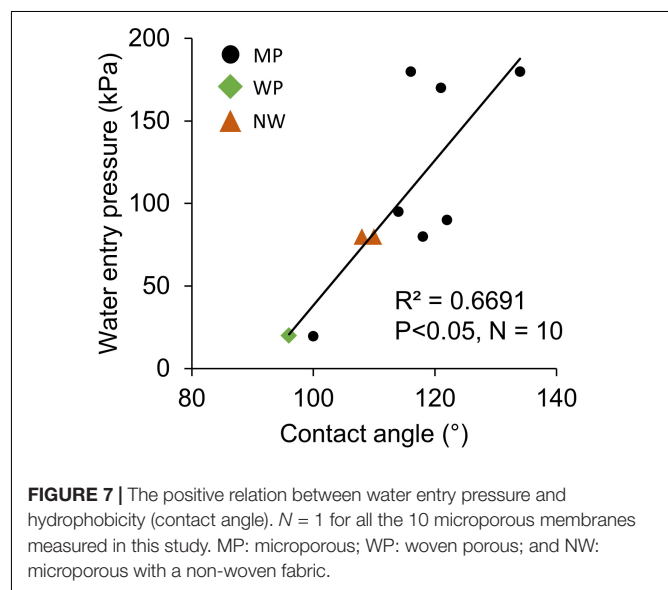 200
150
100
50
0
Water entry pressure (kPa)
MP
WP
NW
R² = 0.6691
P<0.05, N = 10
80 100 120 140
Contact angle (°)
FIGURE 7 | The positive relation between water entry pressure and
hydrophobicity (contact angle). N = 1 for all the 10 microporous membranes
measured in this study. MP: microporous; WP: woven porous; and NW:
microporous with a non-woven fabric.